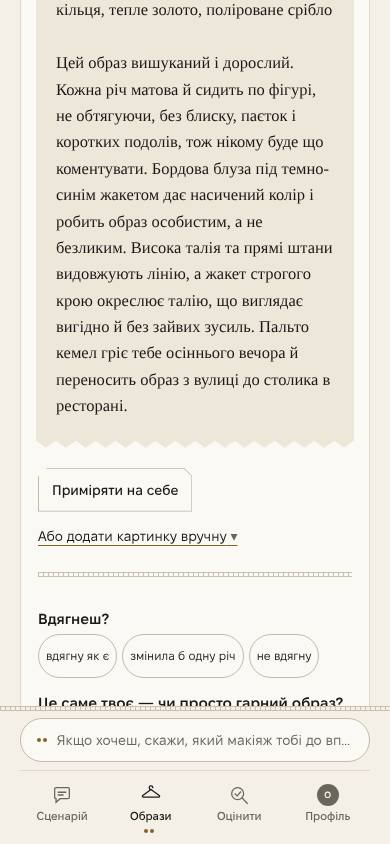 кільця, тепле золото, поліроване срібло
Цей образ вишуканий і дорослий.
Кожна річ матова й сидить по фігурі,
не обтягуючи, без блиску, паєток і
коротких подолів, тож нікому буде що
коментувати. Бордова блуза під темно-
синім жакетом дає насичений колір і
робить образ особистим, а не
безликим. Висока талія та прямі штани
видовжують лінію, а жакет строгого
крою окреслює талію, що виглядає
вигідно й без зайвих зусиль. Пальто
кемел гріє тебе осіннього вечора й
переносить образ з вулиці до столика в
ресторані.
Приміряти на себе
Або додати картинку вручну ▾
Вдягнеш?
вдягну як є
змінила б одну річ
не вдягну
Це саме твоє — чи просто гарний образ?
Якщо хочеш, скажи, який макіяж тобі до вп...
Сценарій
Образи
Оцінити
О
Профіль